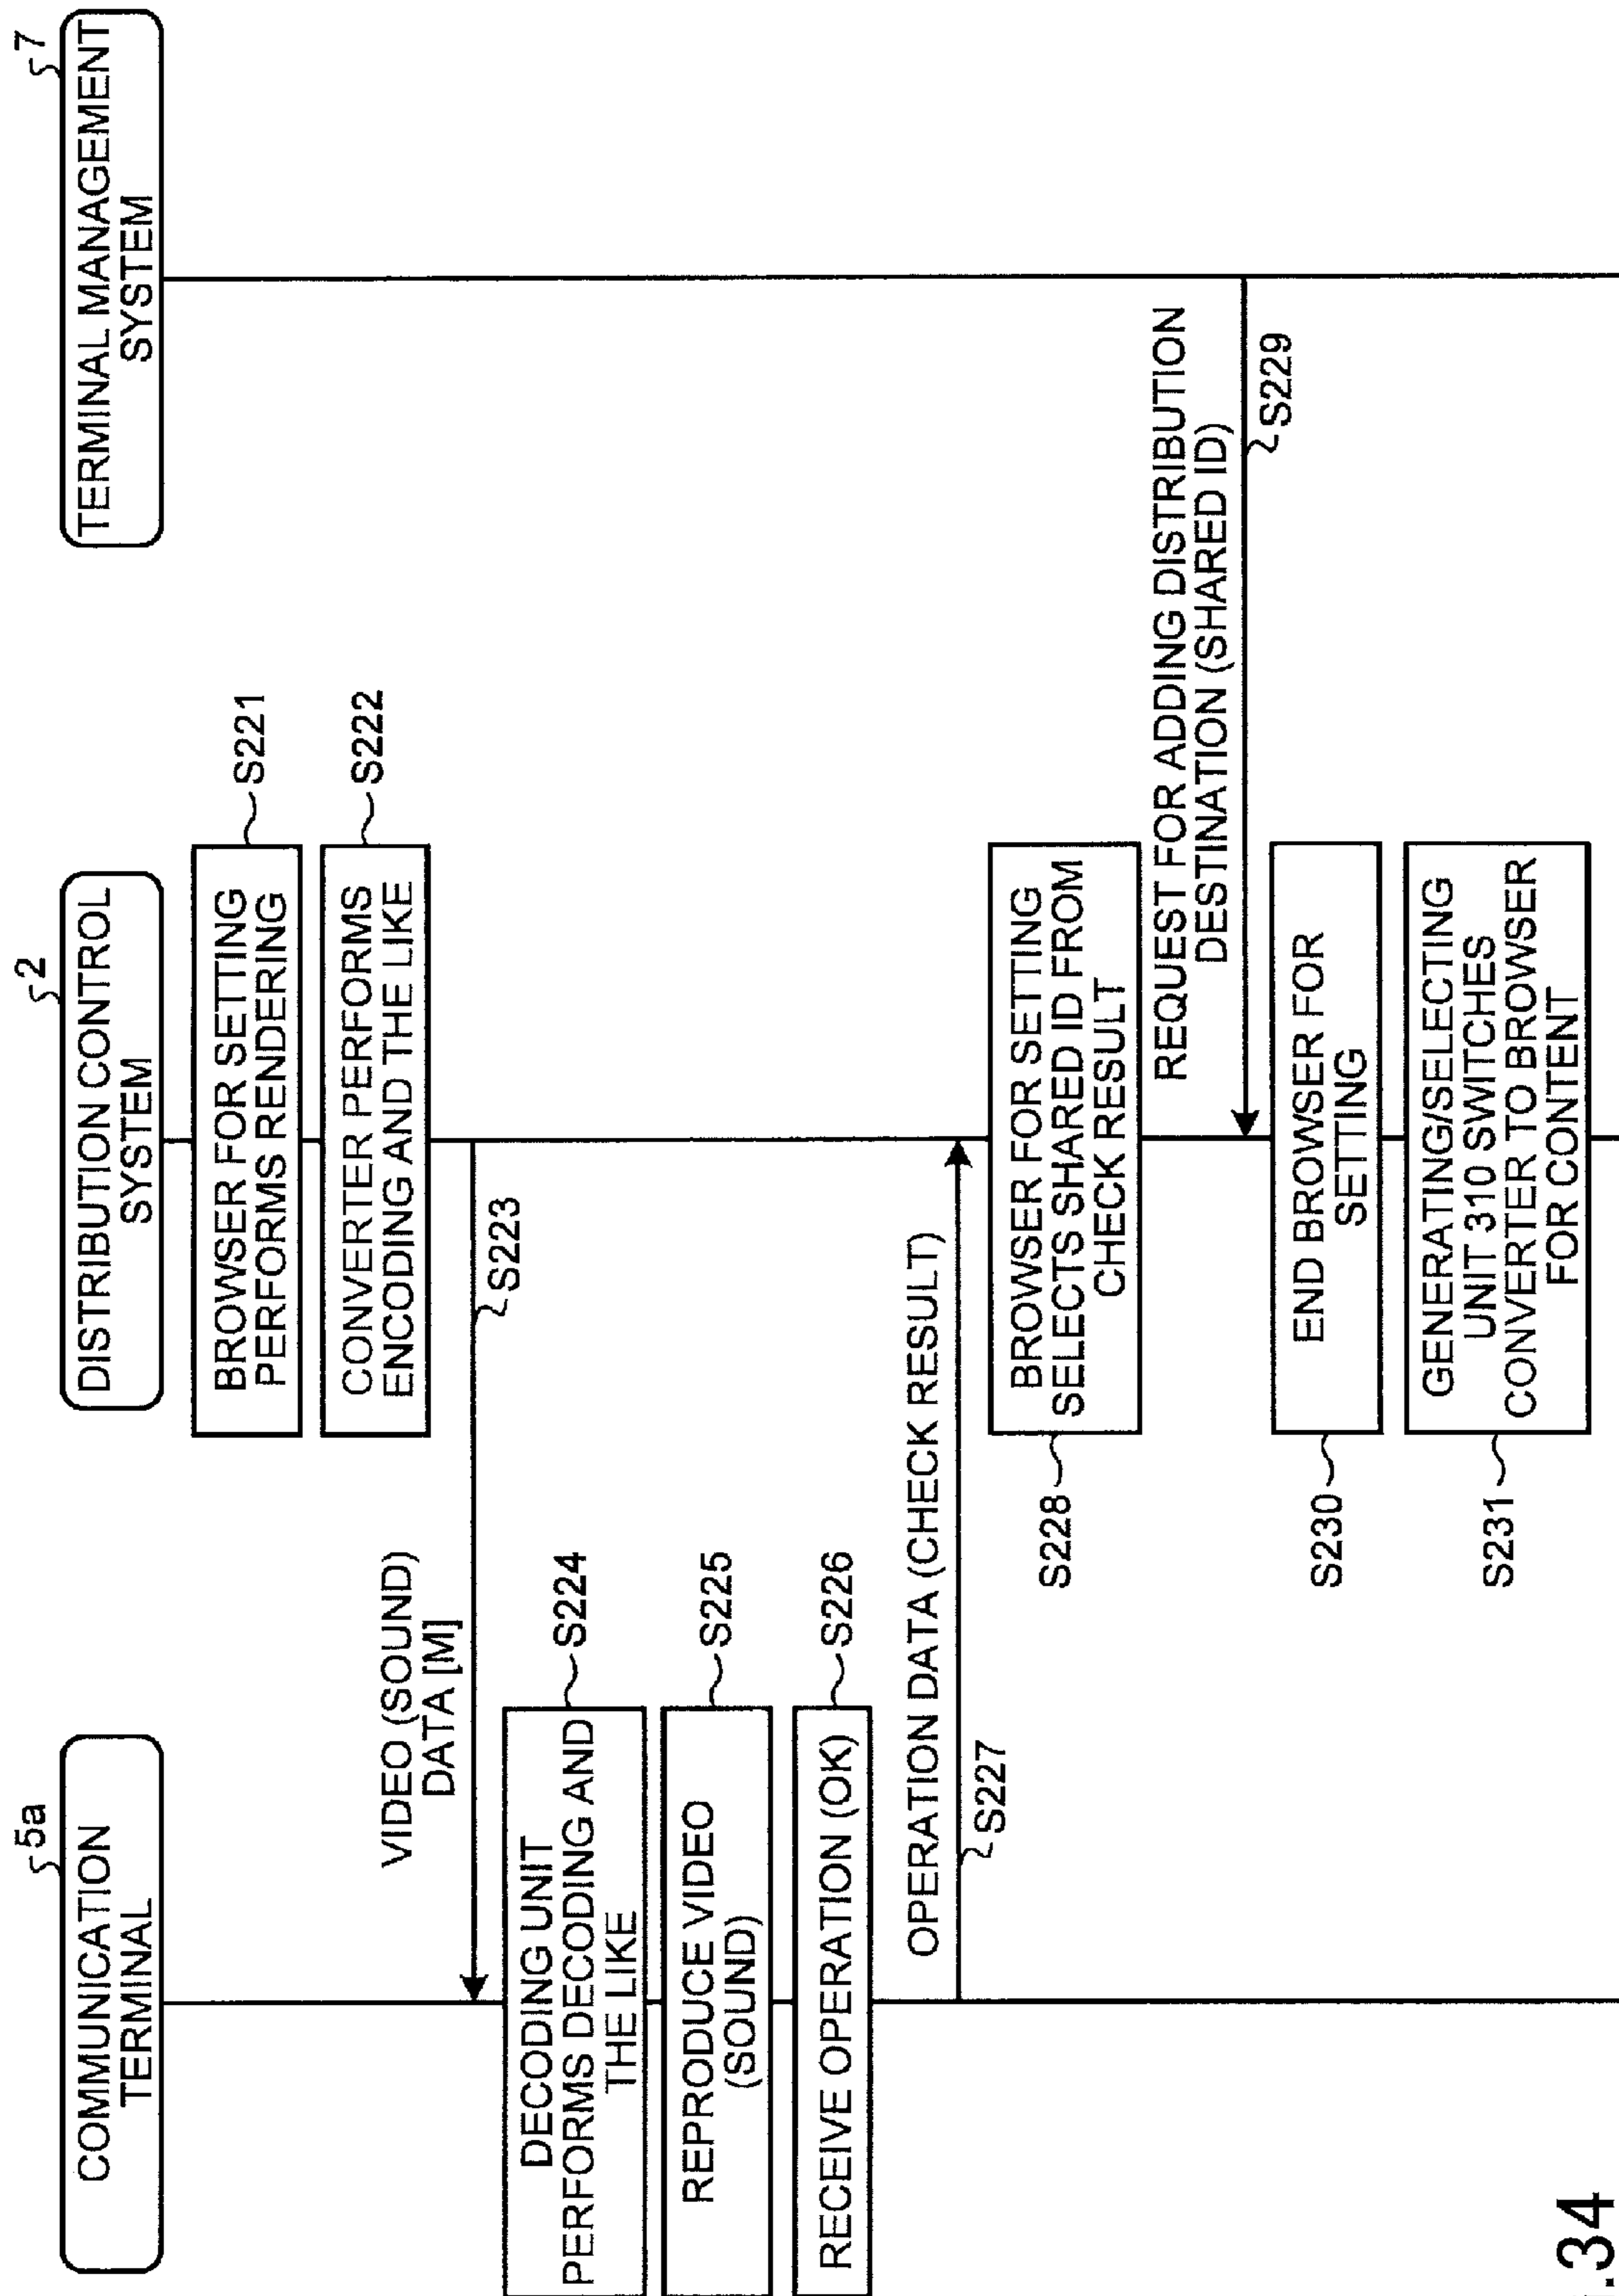 5a
COMMUNICATION
TERMINAL
2
DISTRIBUTION CONTROL
SYSTEM
7
TERMINAL MANAGEMENT
SYSTEM
BROWSER FOR SETTING
PERFORMS RENDERING
S221
CONVERTER PERFORMS
ENCODING AND THE LIKE
S222
VIDEO (SOUND)
DATA [M]
S223
DECODING UNIT
PERFORMS DECODING AND
THE LIKE
S224
REPRODUCE VIDEO
(SOUND)
S225
RECEIVE OPERATION (OK)
S226
OPERATION DATA (CHECK RESULT)
S227
BROWSER FOR SETTING
SELECTS SHARED ID FROM
CHECK RESULT
S228
REQUEST FOR ADDING DISTRIBUTION
DESTINATION (SHARED ID)
S229
END BROWSER FOR
SETTING
S230
GENERATING/SELECTING
UNIT 310 SWITCHES
CONVERTER TO BROWSER
FOR CONTENT
S231
.34